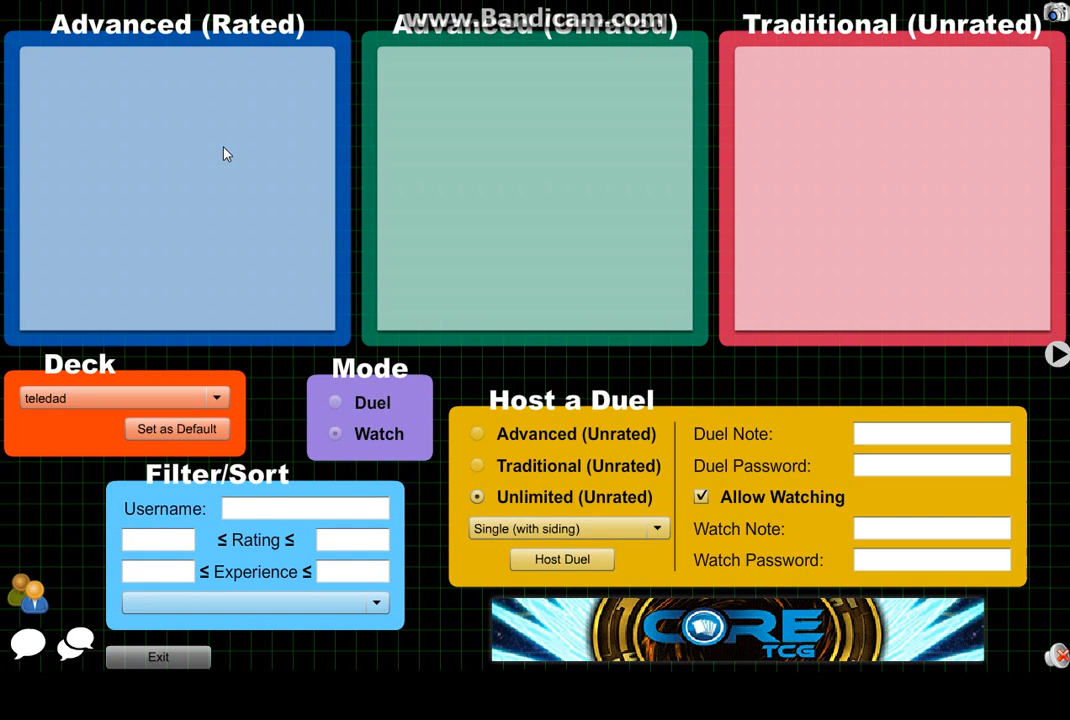 www.Bandicam.com
Advanced (Rated)
Advanced (Unrated)
Traditional (Unrated)
Deck
teledad
Set as Default
Mode
Duel
Watch
Filter/Sort
Username:
≤ Rating ≤
≤ Experience ≤
Exit
Host a Duel
Advanced (Unrated)
Traditional (Unrated)
Unlimited (Unrated)
Single (with siding)
Host Duel
Duel Note:
Duel Password:
Allow Watching
Watch Note:
Watch Password:
CORE
TCG